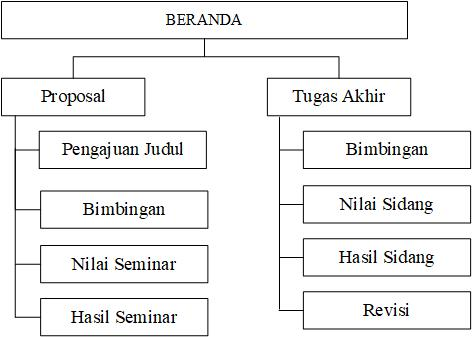 BERANDA
Proposal
Pengajuan Judul
Bimbingan
Nilai Seminar
Hasil Seminar
Tugas Akhir
Bimbingan
Nilai Sidang
Hasil Sidang
Revisi